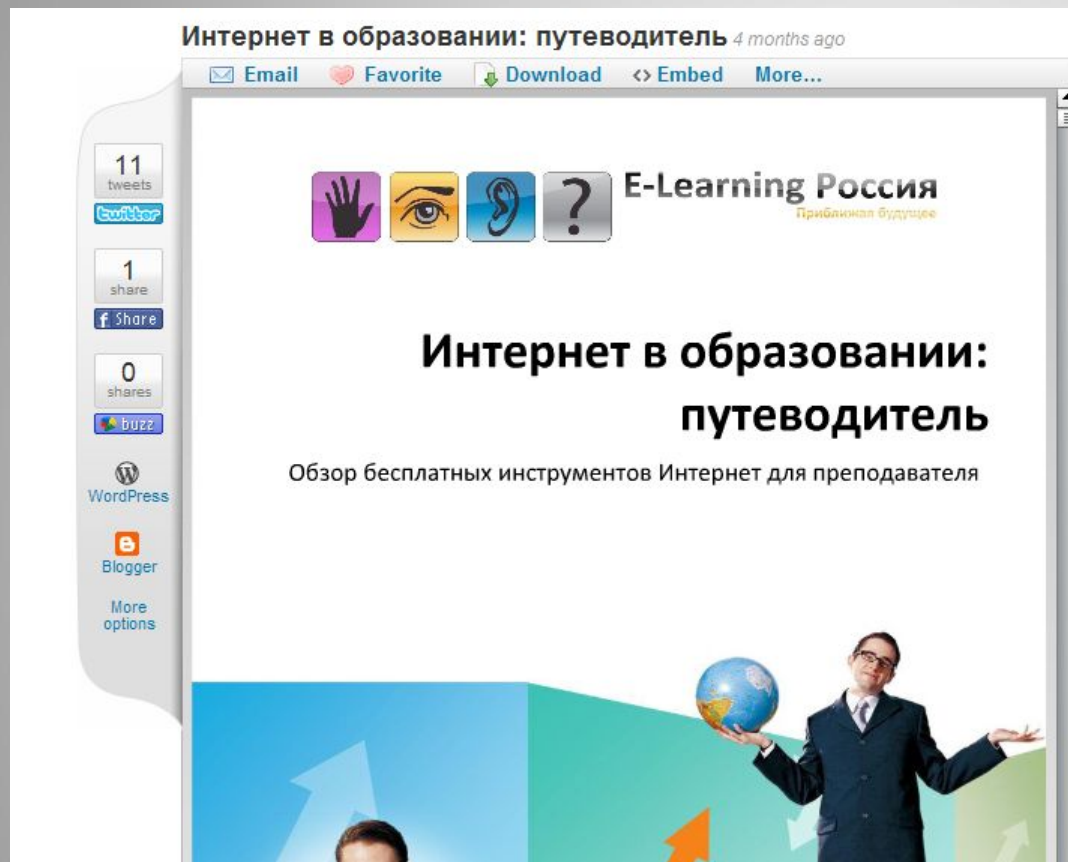 Интернет в образовании: путеводитель 4 months ago
Email Favorite Download Embed More...
11
tweets
twitter
1
share
f Share
0
shares
buzz
WordPress
Blogger
More
options
? E-Learning Россия
Приближая будущее
Интернет в образовании:
путеводитель
Обзор бесплатных инструментов Интернет для преподавателя